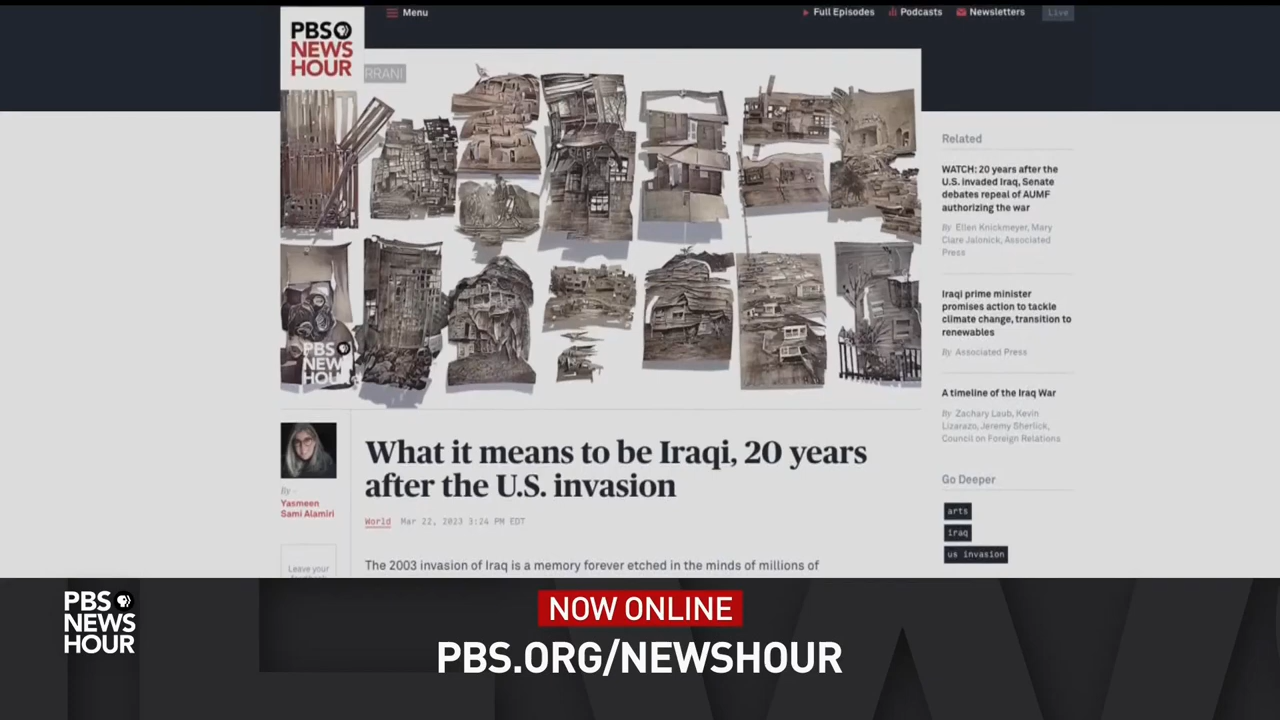 PBS
NEWS
HOUR
Menu
Full Episodes
Podcasts
Newsletters
Live
RRANI
PBS
NEW
HOU
Related
WATCH: 20 years after the
U.S. invaded Iraq, Senate
debates repeal of AUMF
authorizing the war
By Ellen Knickmeyer, Mary
Clare Jalonick, Associated
Press
Iraqi prime minister
promises action to tackle
climate change, transition to
renewables
By Associated Press
A timeline of the Iraq War
By Zachary Laub, Kevin
Lizarazo, Jeremy Sherlick,
Council on Foreign Relations
Go Deeper
arts
iraq
us invasion
What it means to be Iraqi, 20 years
after the U.S. invasion
By -
Yasmeen
Sami Alamiri
World Mar 22, 2023 3:24 PM EDT
Leave your
The 2003 invasion of Iraq is a memory forever etched in the minds of millions of
PBS
NEWS
HOUR
NOW ONLINE
PBS.ORG/NEWSHOUR